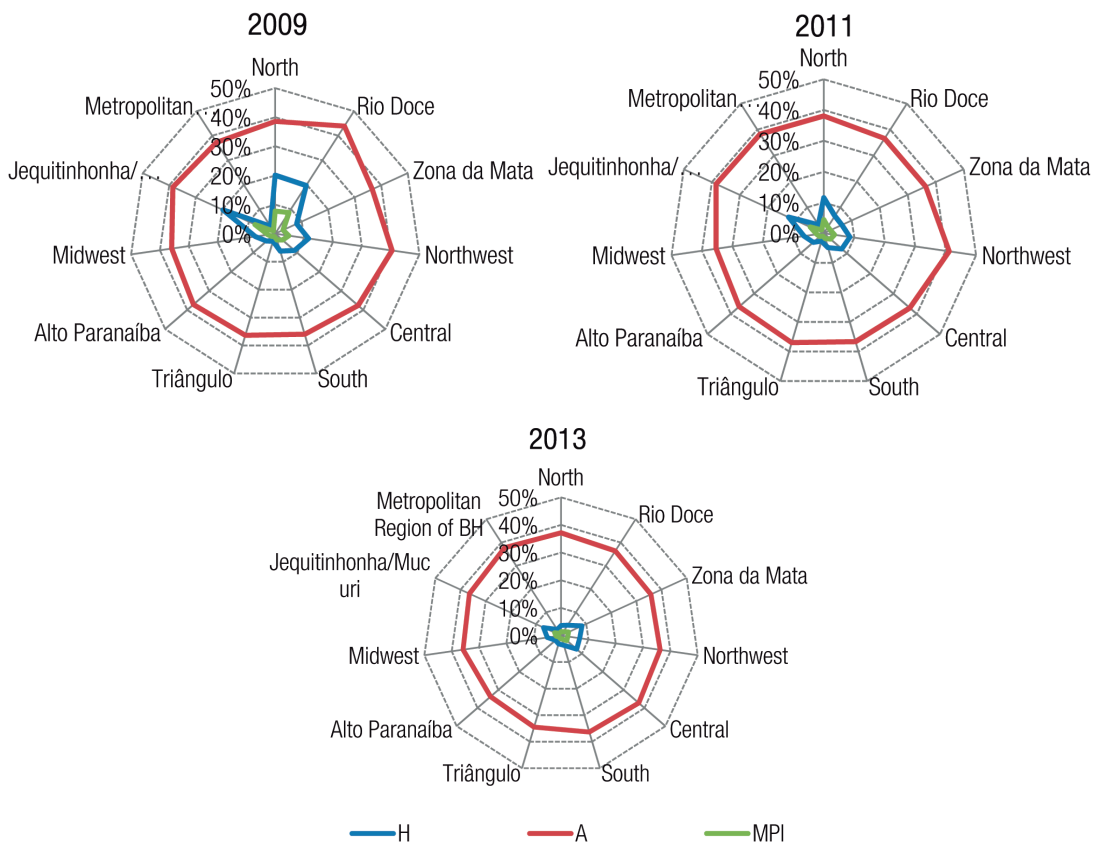 2009
North
50%
Metropolitan...
40%
Rio Doce
30%
Jequitinhonha/...
20%
Zona da Mata
10%
0%
Midwest
Northwest
Alto Paranaíba
Central
Triângulo
South
2011
North
50%
Metropolitan...
40%
Rio Doce
30%
Jequitinhonha/...
20%
Zona da Mata
10%
0%
Midwest
Northwest
Alto Paranaíba
Central
Triângulo
South
2013
North
50%
Metropolitan
Region of BH
40%
Rio Doce
30%
Jequitinhonha/Muc
uri
20%
Zona da Mata
10%
0%
Midwest
Northwest
Alto Paranaíba
Central
Triângulo
South
H
A
MPI